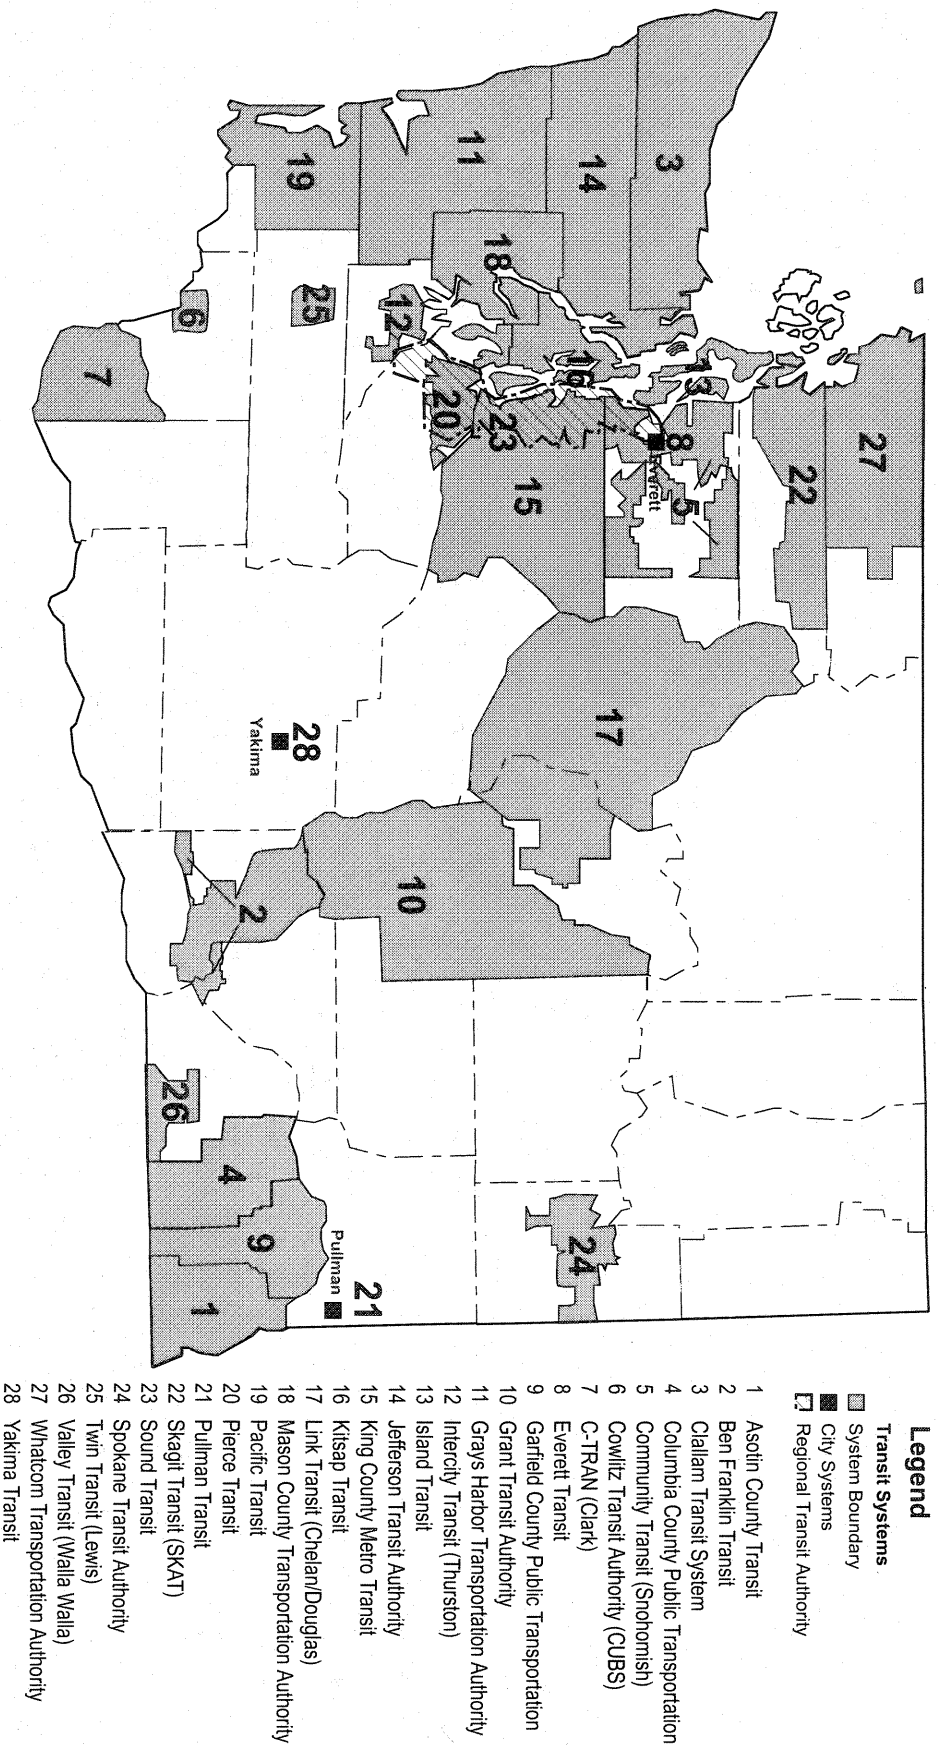 Legend
Transit Systems
System Boundary
City Systems
Regional Transit Authority
1 Asotin County Transit
2 Ben Franklin Transit
3 Clallam Transit System
4 Columbia County Public Transportation
5 Community Transit (Snohomish)
6 Cowlitz Transit Authority (CUBS)
7 C-TRAN (Clark)
8 Everett Transit
9 Garfield County Public Transportation
10 Grant Transit Authority
11 Grays Harbor Transportation Authority
12 Intercity Transit (Thurston)
13 Island Transit
14 Jefferson Transit Authority
15 King County Metro Transit
16 Kitsap Transit
17 Link Transit (Chelan/Douglas)
18 Mason County Transportation Authority
19 Pacific Transit
20 Pierce Transit
21 Pullman Transit
22 Skagit Transit (SKAT)
23 Sound Transit
24 Spokane Transit Authority
25 Twin Transit (Lewis)
26 Valley Transit (Walla Walla)
27 Whatcom Transportation Authority
28 Yakima Transit
27
22
13
3
8
Everett
5
14
16
17
11
18
23
15
20
12
24
10
19
25
28
Yakima
21
Pullman
2
6
9
4
1
26
7